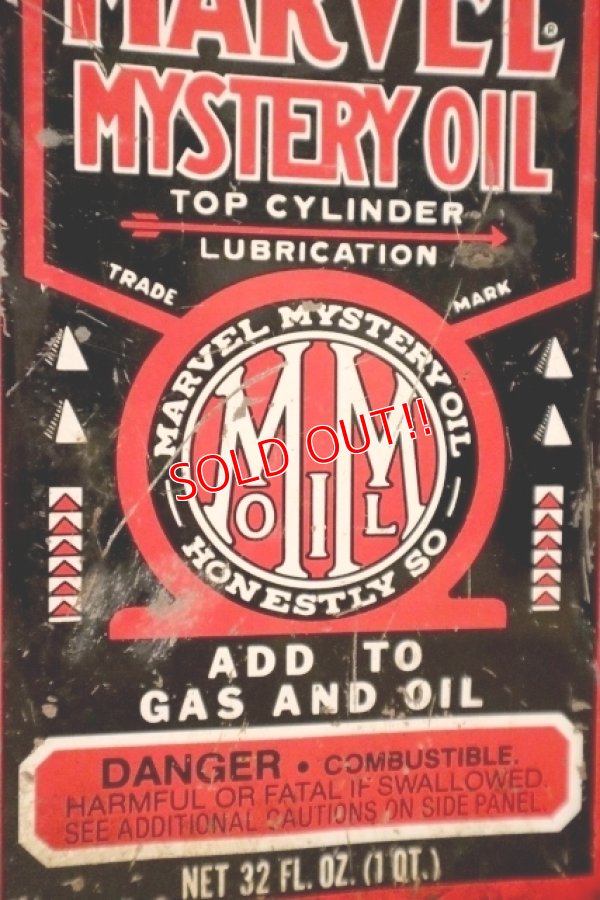 MARVEL®
MYSTERY OIL
TOP CYLINDER
LUBRICATION
TRADE MARK
MARVEL MYSTERY OIL
MM
OIL
HONESTLY SO
SOLD OUT!!
ADD TO
GAS AND OIL
DANGER • COMBUSTIBLE.
HARMFUL OR FATAL IF SWALLOWED.
SEE ADDITIONAL CAUTIONS ON SIDE PANEL.
NET 32 FL. OZ. (1 QT.)